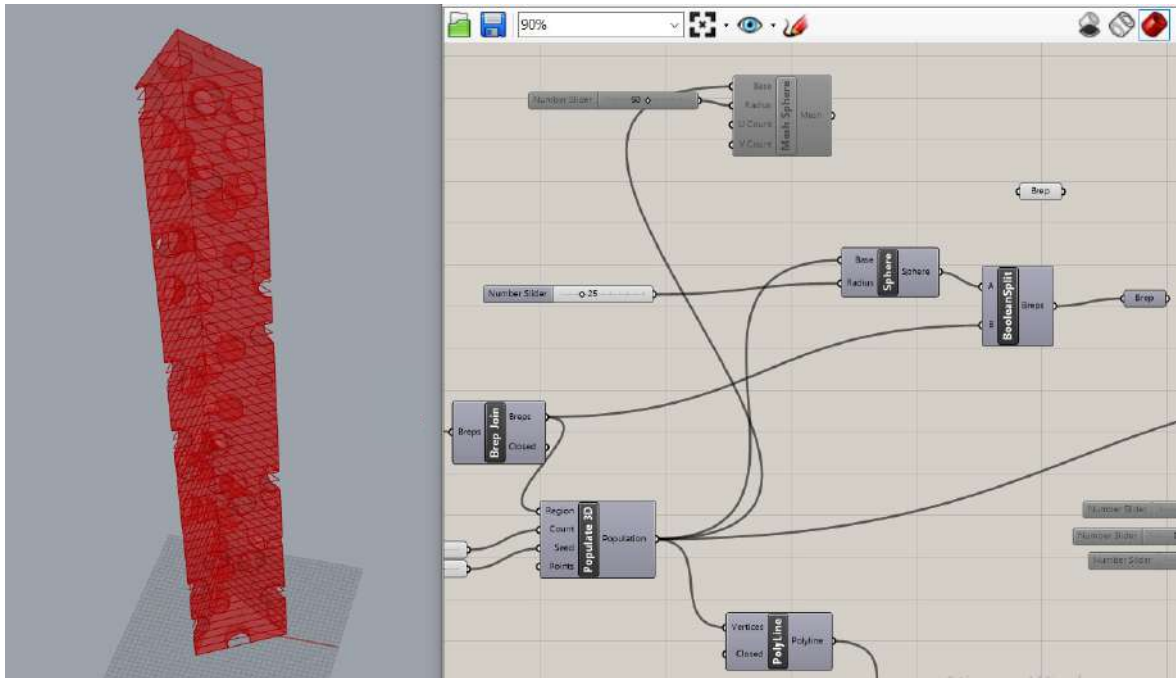 90%
Number Slider 60
Base
Radius
U Count
V Count
Mesh Sphere
Mesh
Brep
Base
Radius
Sphere
Sphere
Number Slider 25
A
B
BooleanSplit
Breps
Brep
Breps
Brep Join
Breps
Closed
Region
Count
Seed
Points
Populate 3D
Population
Number Slider
Number Slider
Number Slider
Vertices
Closed
PolyLine
Polyline